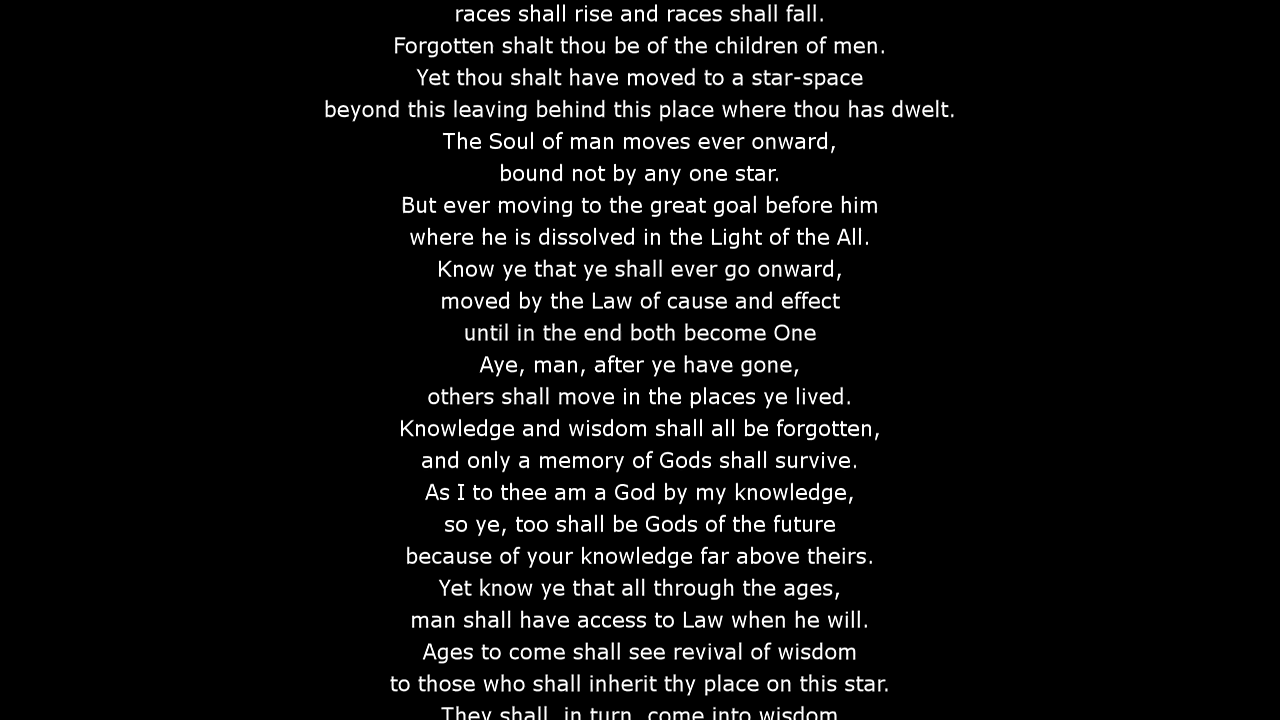 races shall rise and races shall fall.
Forgotten shalt thou be of the children of men.
Yet thou shalt have moved to a star-space
beyond this leaving behind this place where thou has dwelt.
The Soul of man moves ever onward,
bound not by any one star.
But ever moving to the great goal before him
where he is dissolved in the Light of the All.
Know ye that ye shall ever go onward,
moved by the Law of cause and effect
until in the end both become One
Aye, man, after ye have gone,
others shall move in the places ye lived.
Knowledge and wisdom shall all be forgotten,
and only a memory of Gods shall survive.
As I to thee am a God by my knowledge,
so ye, too shall be Gods of the future
because of your knowledge far above theirs.
Yet know ye that all through the ages,
man shall have access to Law when he will.
Ages to come shall see revival of wisdom
to those who shall inherit thy place on this star.
They shall, in turn, come into wisdom